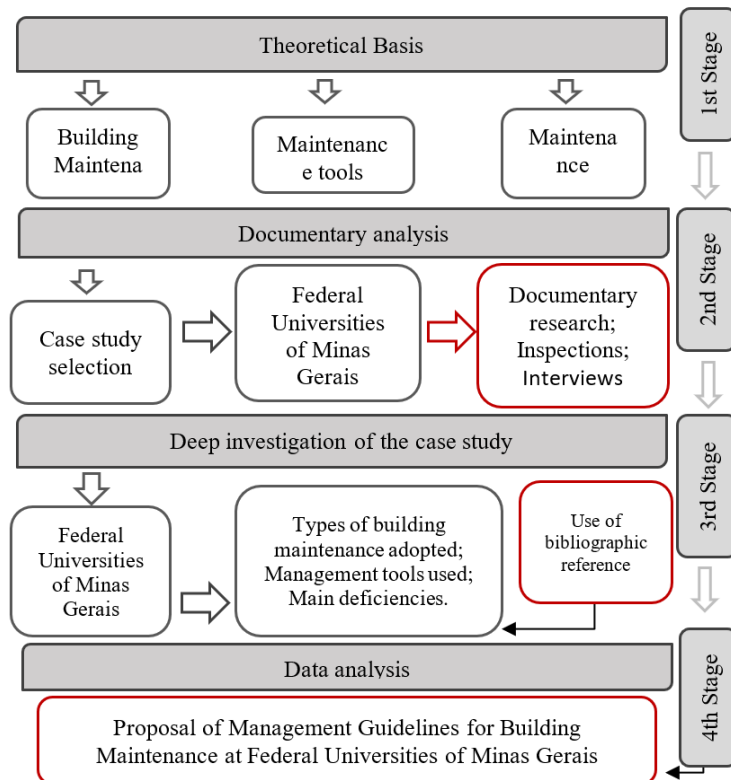 Theoretical Basis
1st Stage
Building
Maintena
Maintenanc
e tools
Maintena
nce
Documentary analysis
2nd Stage
Case study
selection
Federal
Universities
of Minas
Gerais
Documentary
research;
Inspections;
Interviews
Deep investigation of the case study
3rd Stage
Federal
Universities
of Minas
Gerais
Types of building
maintenance adopted;
Management tools used;
Main deficiencies.
Use of
bibliographic
reference
Data analysis
4th Stage
Proposal of Management Guidelines for Building
Maintenance at Federal Universities of Minas Gerais